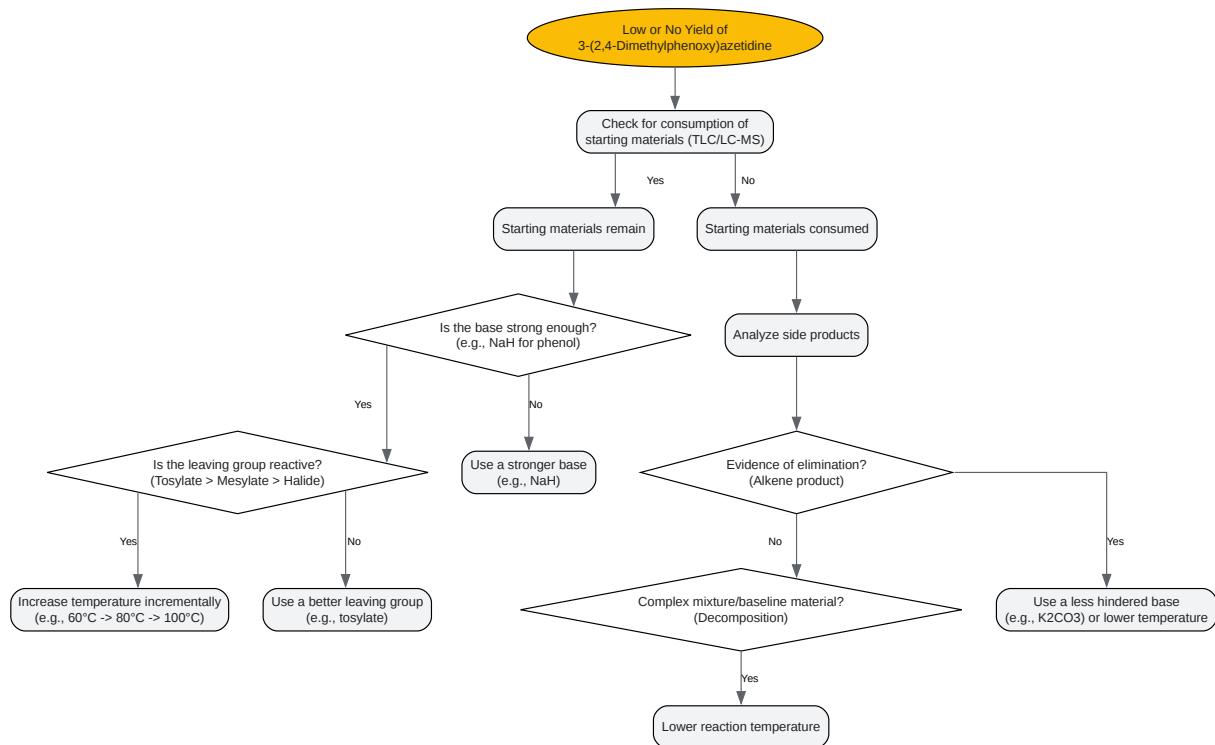 Low or No Yield of
3-(2,4-Dimethylphenoxy)azetidine
Check for consumption of
starting materials (TLC/LC-MS)
Yes
No
Starting materials remain
Starting materials consumed
Is the base strong enough?
(e.g., NaH for phenol)
Analyze side products
Yes
No
Is the leaving group reactive?
(Tosylate > Mesylate > Halide)
Use a stronger base
(e.g., NaH)
Evidence of elimination?
(Alkene product)
Yes
No
No
Yes
Increase temperature incrementally
(e.g., 60°C -> 80°C -> 100°C)
Use a better leaving group
(e.g., tosylate)
Complex mixture/baseline material?
(Decomposition)
Use a less hindered base
(e.g., K2CO3) or lower temperature
Yes
Lower reaction temperature